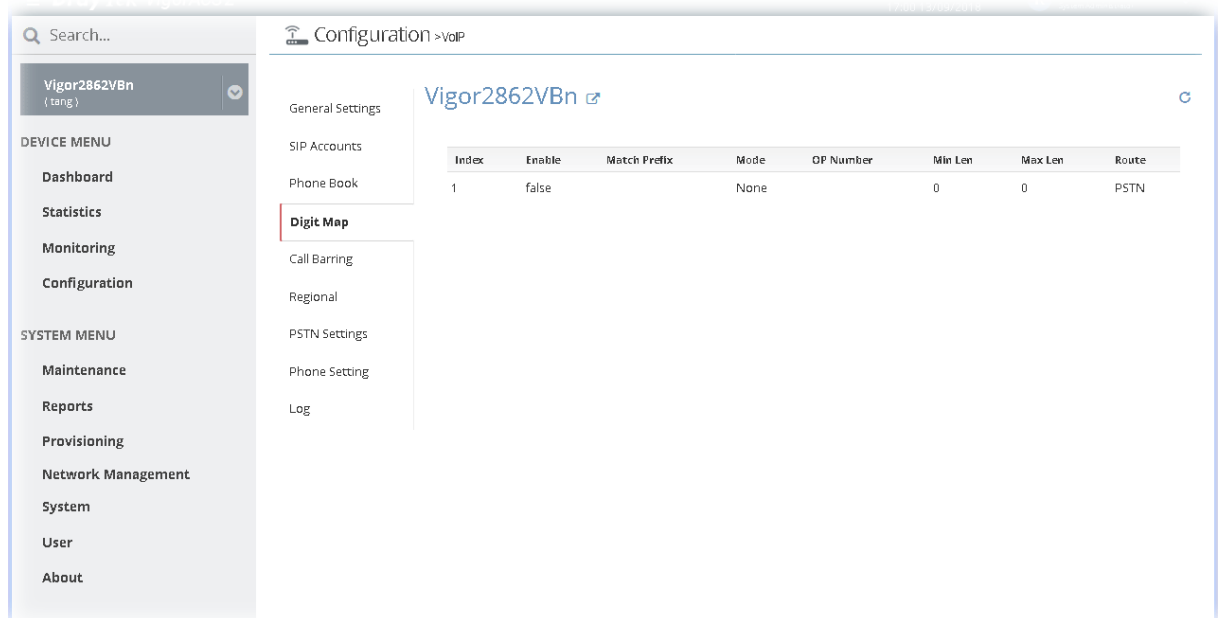 Search...
Configuration >VoIP
Vigor2862VBn
( tang )
DEVICE MENU
Dashboard
Statistics
Monitoring
Configuration
SYSTEM MENU
Maintenance
Reports
Provisioning
Network Management
System
User
About
General Settings
SIP Accounts
Phone Book
Digit Map
Call Barring
Regional
PSTN Settings
Phone Setting
Log
Vigor2862VBn
Index Enable Match Prefix Mode OP Number Min Len Max Len Route
1 false None 0 0 PSTN